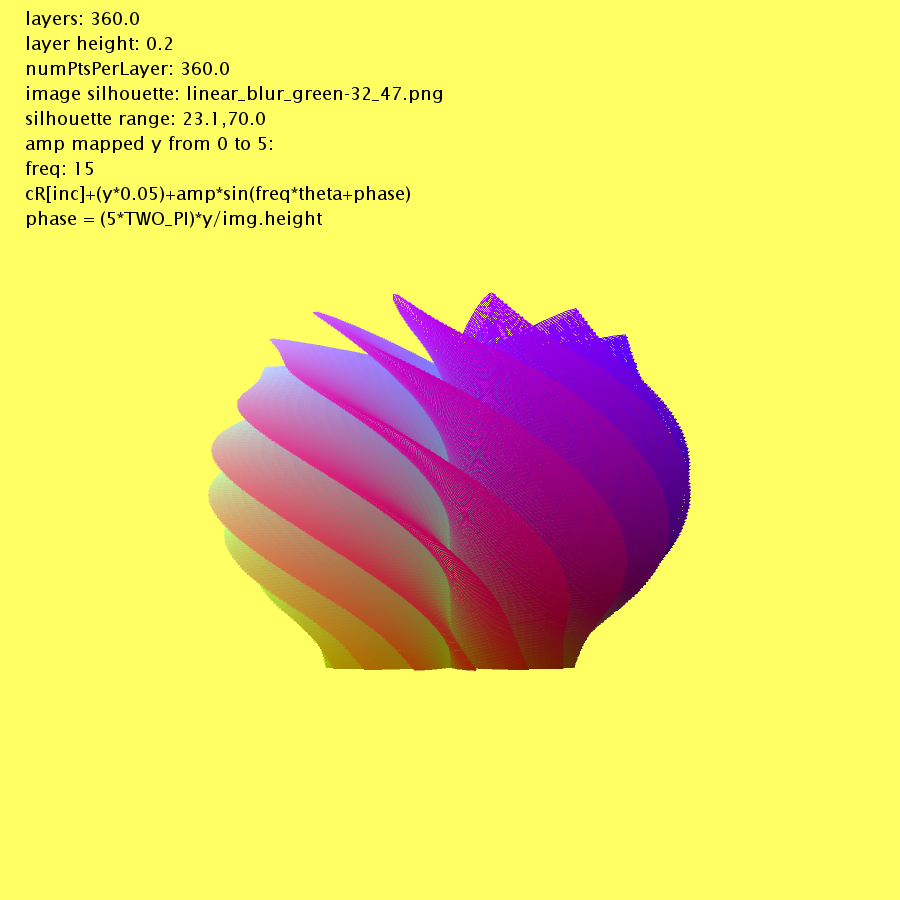 layers: 360.0
layer height: 0.2
numPtsPerLayer: 360.0
image silhouette: linear_blur_green-32_47.png
silhouette range: 23.1,70.0
amp mapped y from 0 to 5:
freq: 15
cR[inc]+(y*0.05)+amp*sin(freq*theta+phase)
phase = (5*TWO_PI)*y/img.height